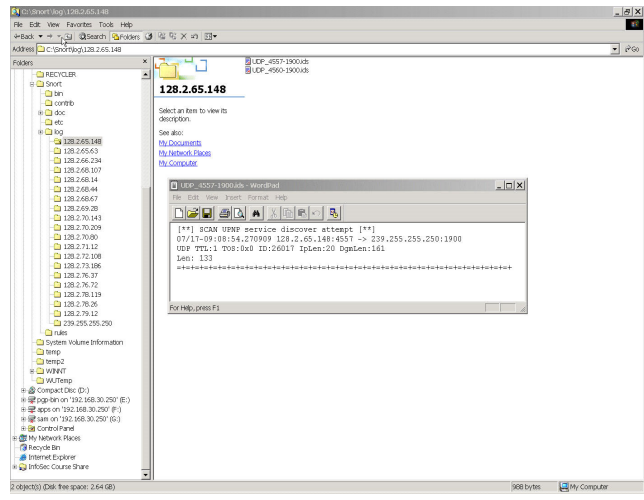 C:\Snort\log\128.2.65.148
File Edit View Favorites Tools Help
Back Search Folders
Address C:\Snort\log\128.2.65.148 Go
Folders
RECYCLER
Snort
bin
contrib
doc
etc
log
128.2.65.148
128.2.65.63
128.2.66.234
128.2.68.107
128.2.68.14
128.2.68.44
128.2.68.67
128.2.69.28
128.2.70.143
128.2.70.209
128.2.70.80
128.2.71.12
128.2.72.108
128.2.73.186
128.2.76.37
128.2.76.72
128.2.78.119
128.2.78.26
128.2.79.12
239.255.255.250
rules
System Volume Information
temp
temp2
WINNT
WUTemp
Compact Disc (D:)
pgp-bin on '192.168.30.250' (E:)
apps on '192.168.30.250' (F:)
sam on '192.168.30.250' (G:)
Control Panel
My Network Places
Recycle Bin
Internet Explorer
InfoSec Course Share
128.2.65.148
Select an item to view its
description.
See also:
My Documents
My Network Places
My Computer
UDP_4557-1900.ids
UDP_4560-1900.ids
UDP_4557-1900.ids - WordPad
File Edit View Insert Format Help
[**] SCAN UPNP service discover attempt [**]
07/17-09:08:54.270909 128.2.65.148:4557 -> 239.255.255.250:1900
UDP TTL:1 TOS:0x0 ID:26017 IpLen:20 DgmLen:161
Len: 133
=+=+=+=+=+=+=+=+=+=+=+=+=+=+=+=+=+=+=+=+=+=+=+=+=+=+=+=+=+=+=+=+=+=+=+=+
For Help, press F1
2 object(s) (Disk free space: 2.64 GB) 988 bytes My Computer